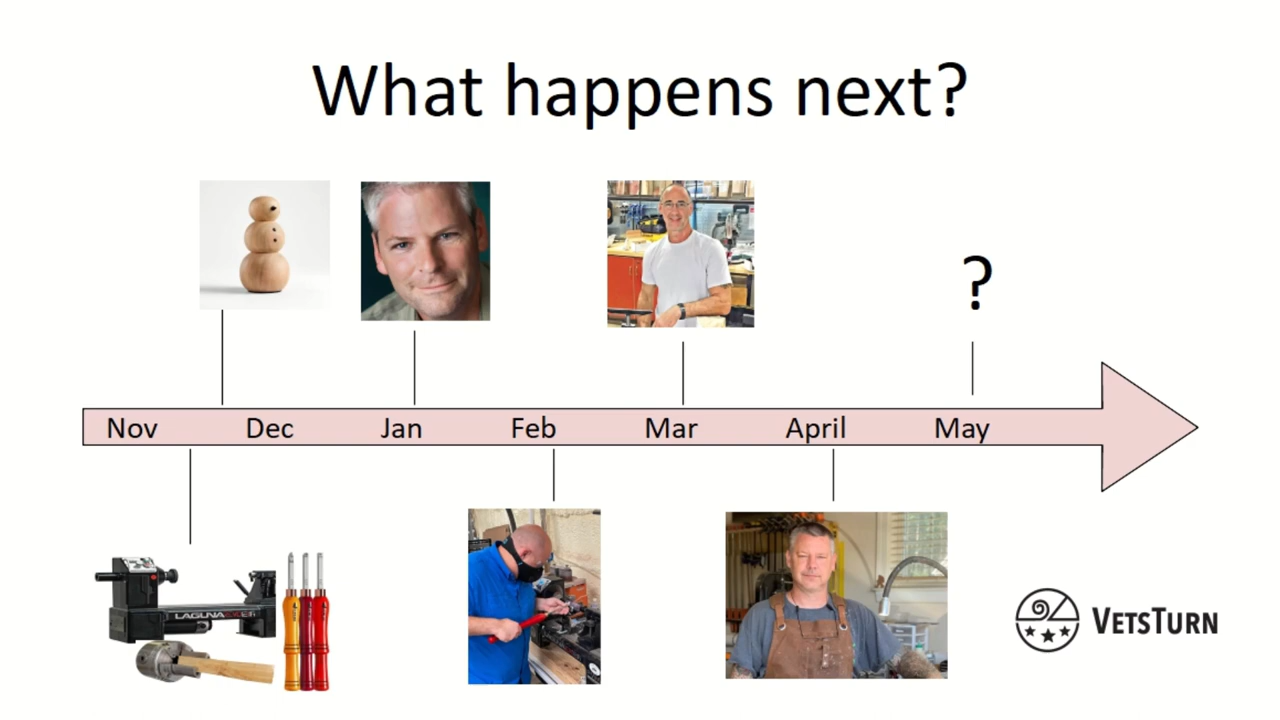 What happens next?
?
Nov Dec Jan Feb Mar April May
LAGUNA
VETSTURN